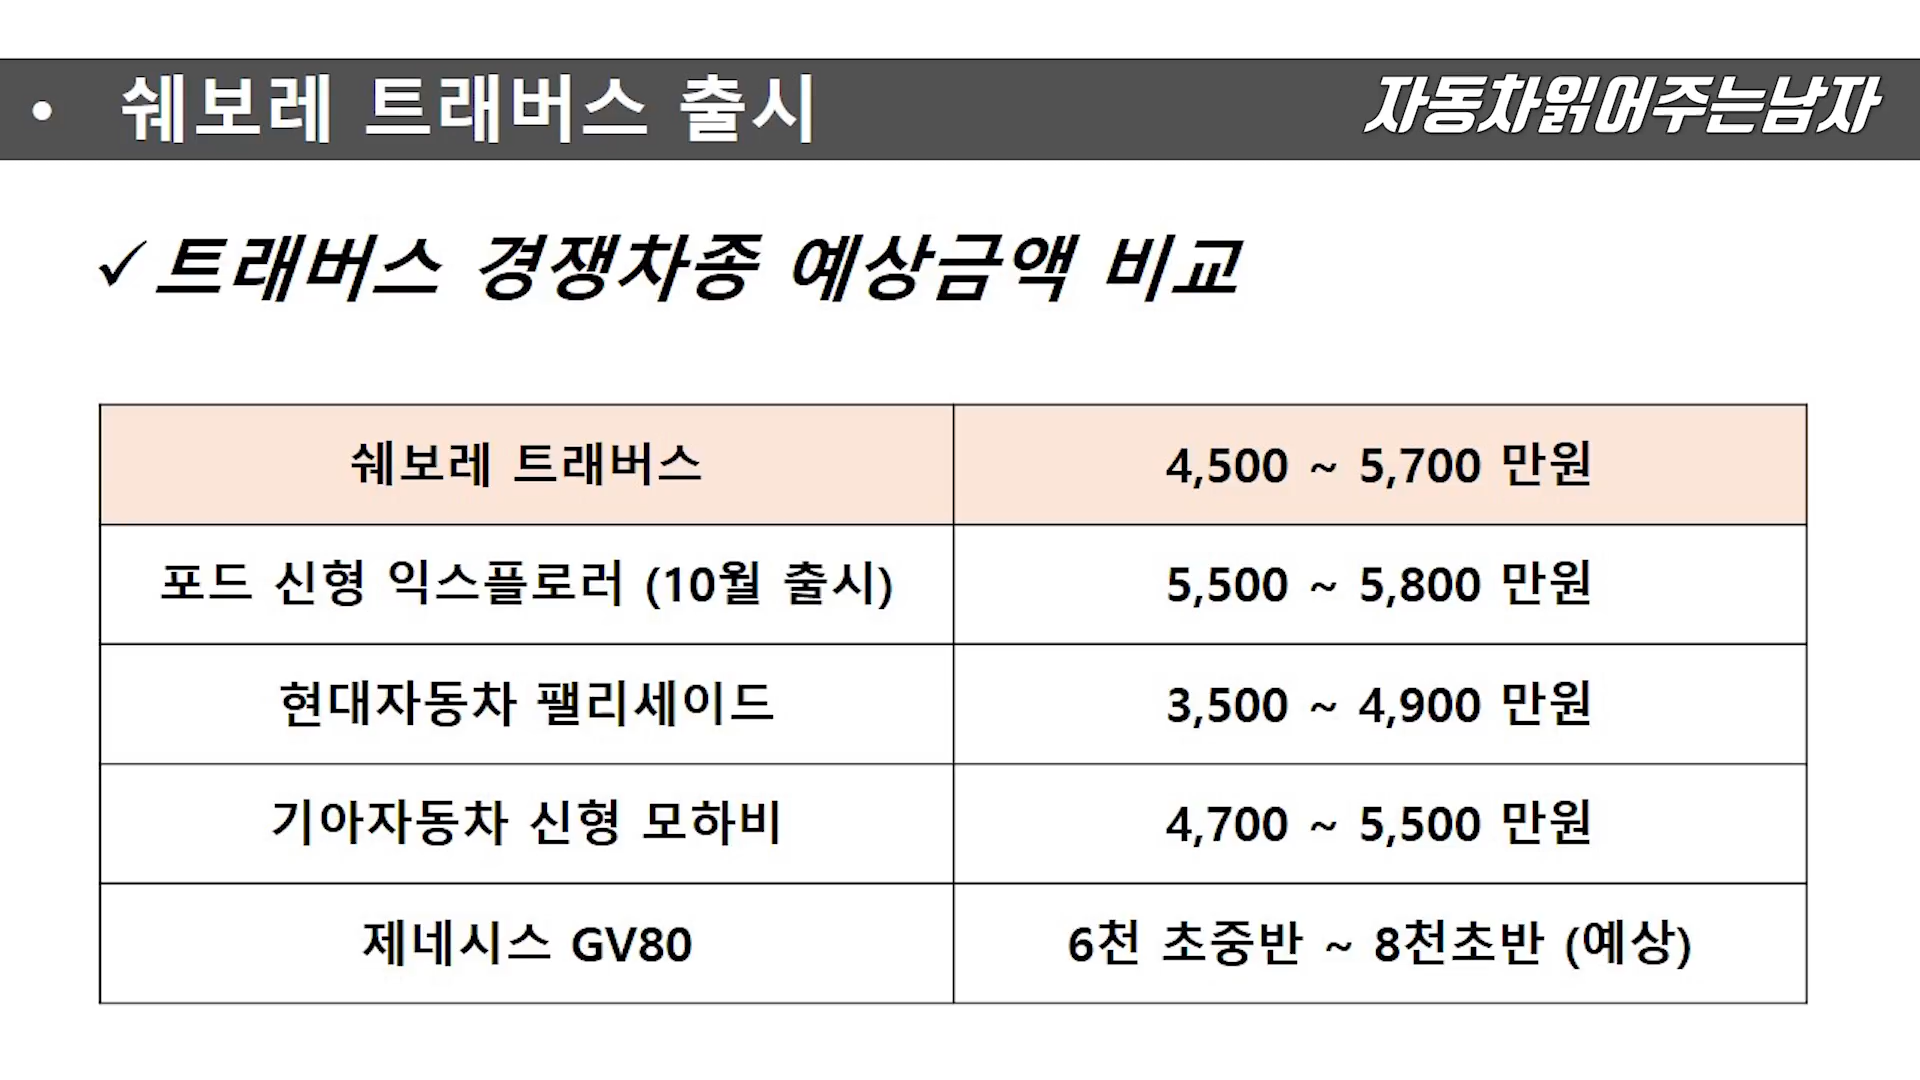 • 쉐보레 트래버스 출시
자동차읽어주는남자
✓ 트래버스 경쟁차종 예상금액 비교
쉐보레 트래버스 4,500 ~ 5,700 만원
포드 신형 익스플로러 (10월 출시) 5,500 ~ 5,800 만원
현대자동차 팰리세이드 3,500 ~ 4,900 만원
기아자동차 신형 모하비 4,700 ~ 5,500 만원
제네시스 GV80 6천 초중반 ~ 8천초반 (예상)